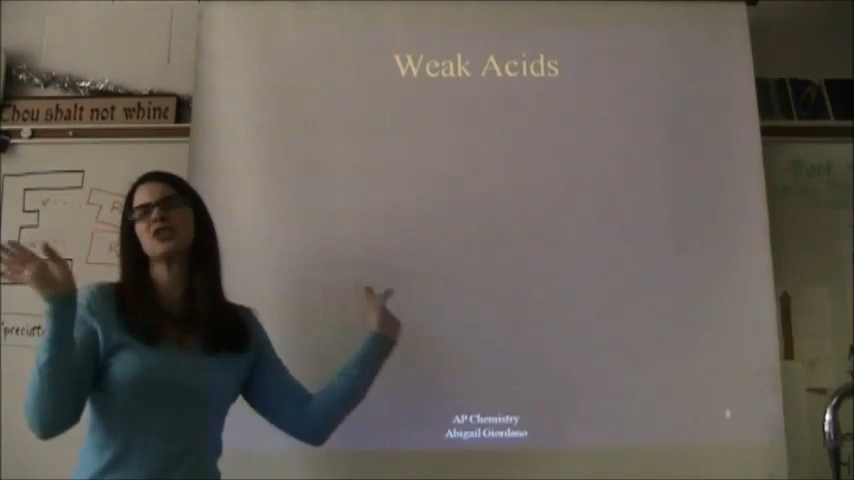 Weak Acids
Thou shalt not whine
R
R
AP Chemistry
Abigail Giordano